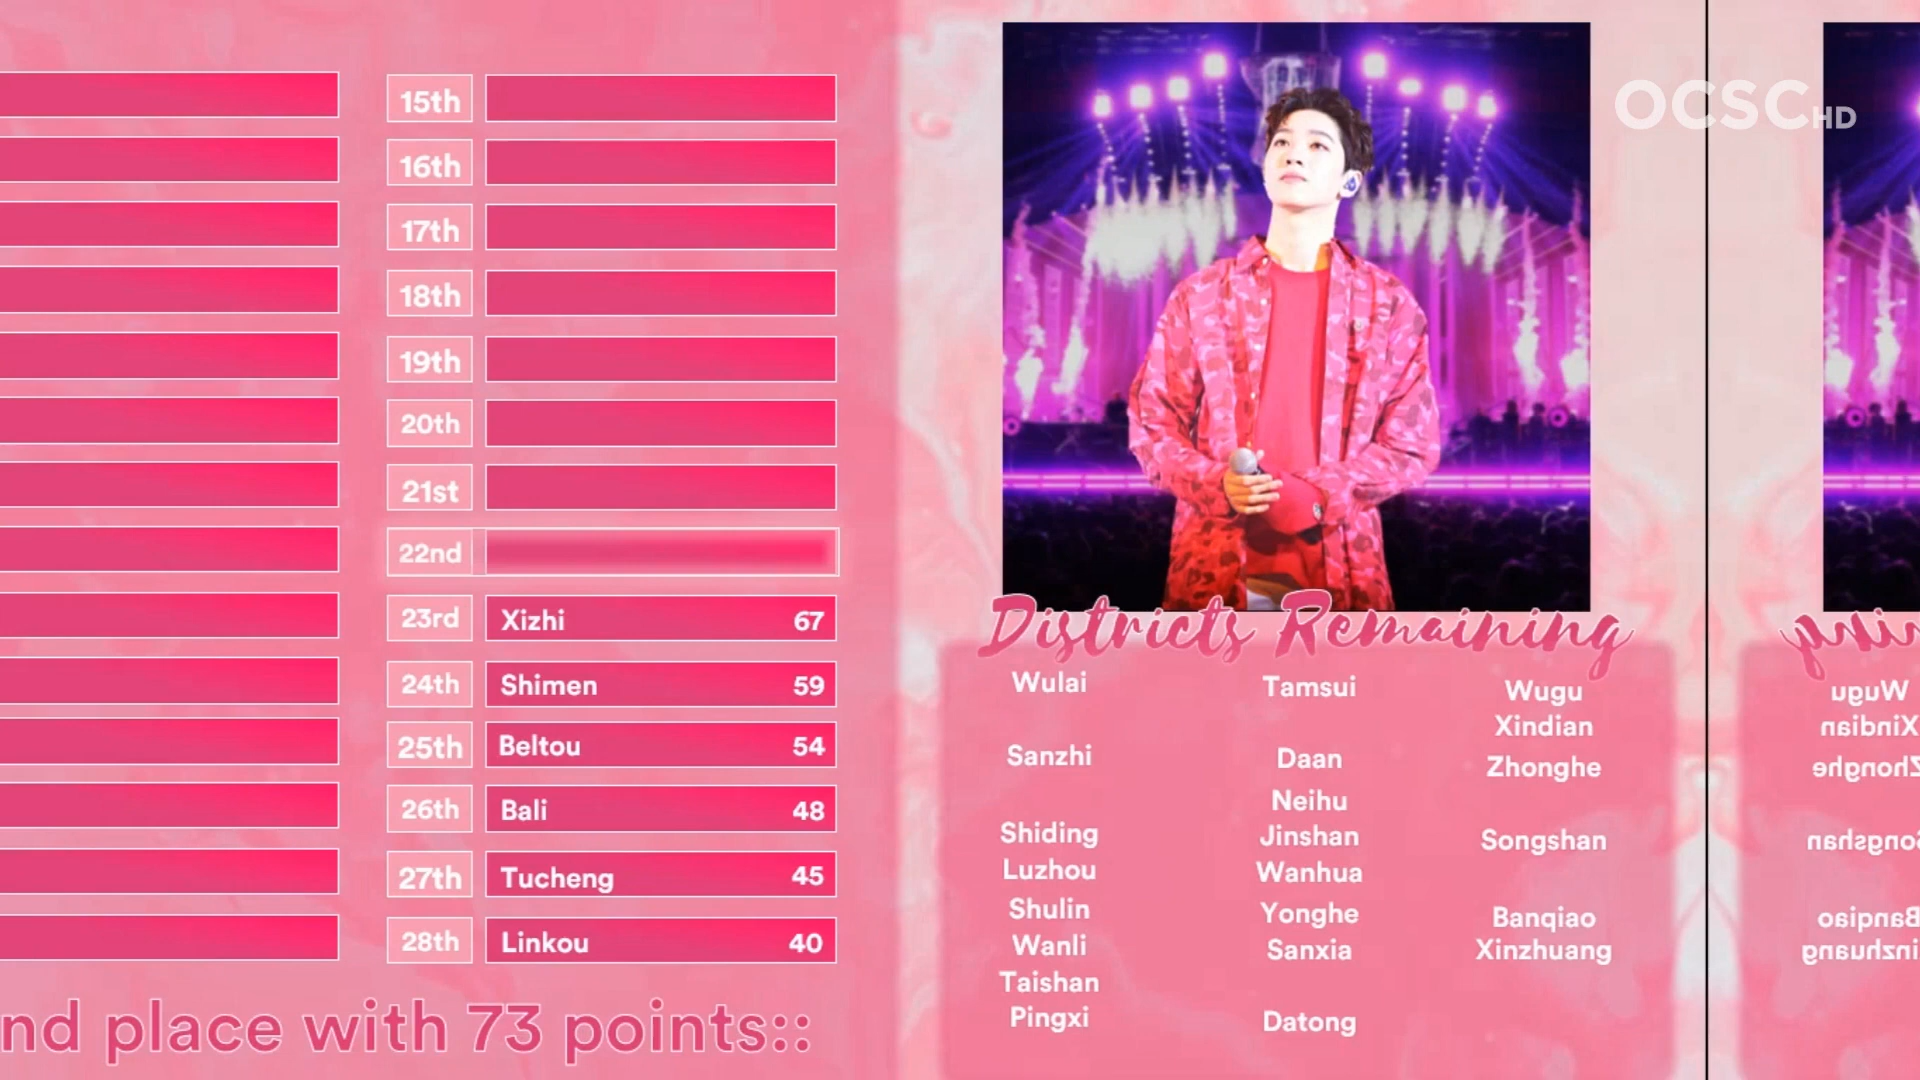 15th
16th
17th
18th
19th
20th
21st
22nd
23rd Xizhi 67
24th Shimen 59
25th Beltou 54
26th Bali 48
27th Tucheng 45
28th Linkou 40
nd place with 73 points::
OCSCHD
Districts Remaining
Wulai
Sanzhi
Shiding
Luzhou
Shulin
Wanli
Taishan
Pingxi
Tamsui
Daan
Neihu
Jinshan
Wanhua
Yonghe
Sanxia
Datong
Wugu
Xindian
Zhonghe
Songshan
Banqiao
Xinzhuang